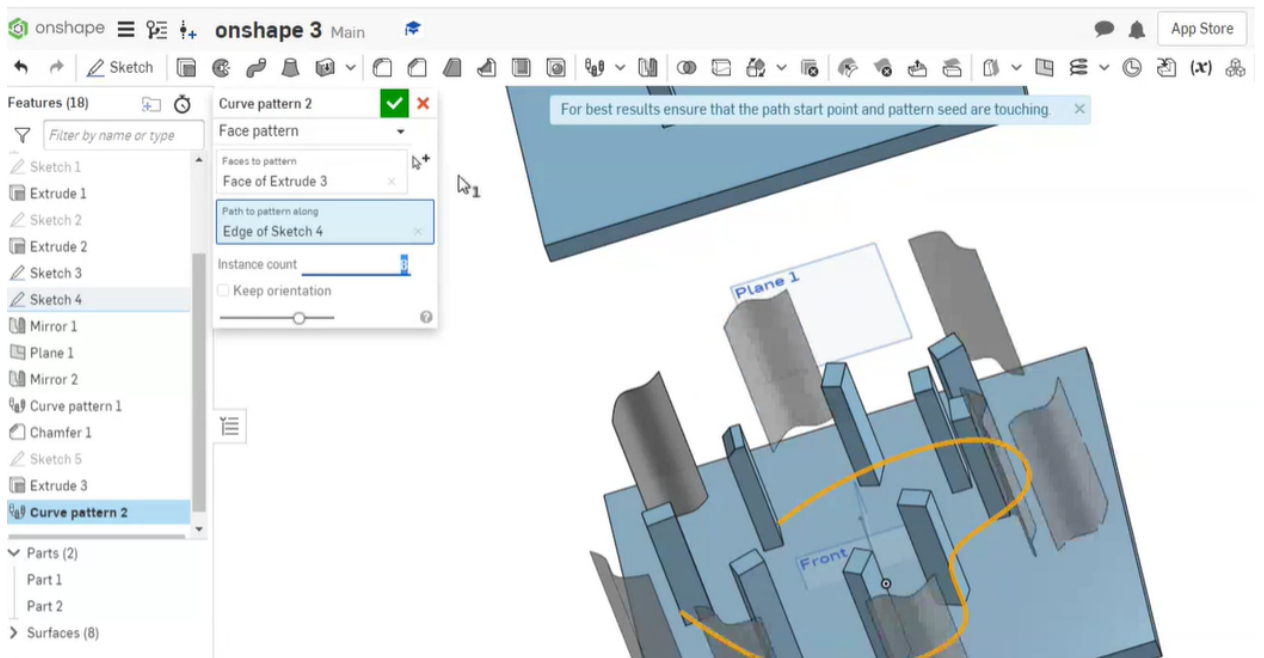 onshape
onshape 3 Main
App Store
Sketch
(x)
Features (18)
Filter by name or type
Sketch 1
Extrude 1
Sketch 2
Extrude 2
Sketch 3
Sketch 4
Mirror 1
Plane 1
Mirror 2
Curve pattern 1
Chamfer 1
Sketch 5
Extrude 3
Curve pattern 2
Parts (2)
Part 1
Part 2
Surfaces (8)
Curve pattern 2
Face pattern
Faces to pattern
Face of Extrude 3
Path to pattern along
Edge of Sketch 4
Instance count 8
Keep orientation
1
For best results ensure that the path start point and pattern seed are touching.
Plane 1
Front